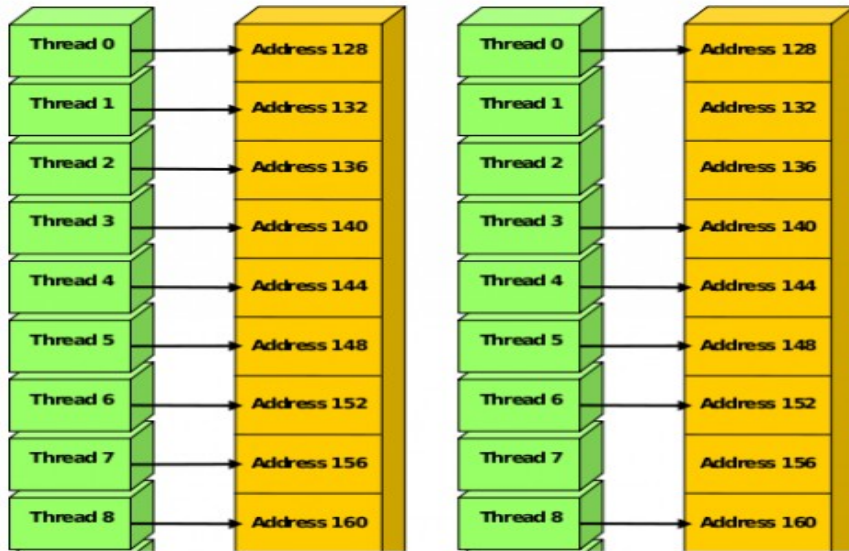 Thread 0
Address 128
Thread 1
Address 132
Thread 2
Address 136
Thread 3
Address 140
Thread 4
Address 144
Thread 5
Address 148
Thread 6
Address 152
Thread 7
Address 156
Thread 8
Address 160
Thread 0
Address 128
Thread 1
Address 132
Thread 2
Address 136
Thread 3
Address 140
Thread 4
Address 144
Thread 5
Address 148
Thread 6
Address 152
Thread 7
Address 156
Thread 8
Address 160